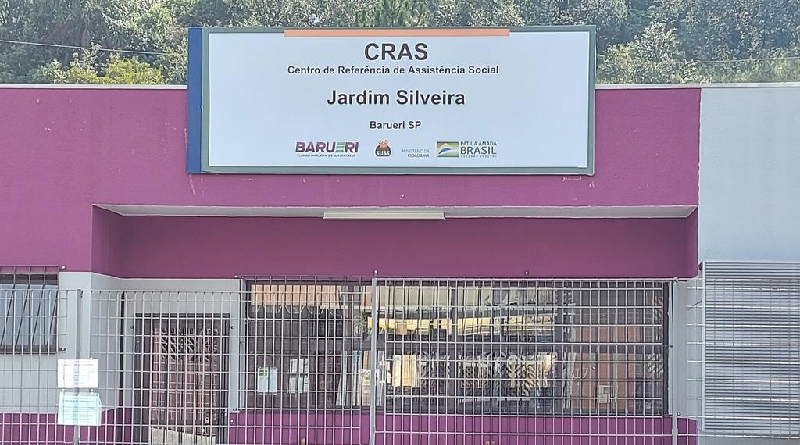 CRAS
Centro de Referência de Assistência Social
Jardim Silveira
Barueri SP
BARUERI
BRASIL